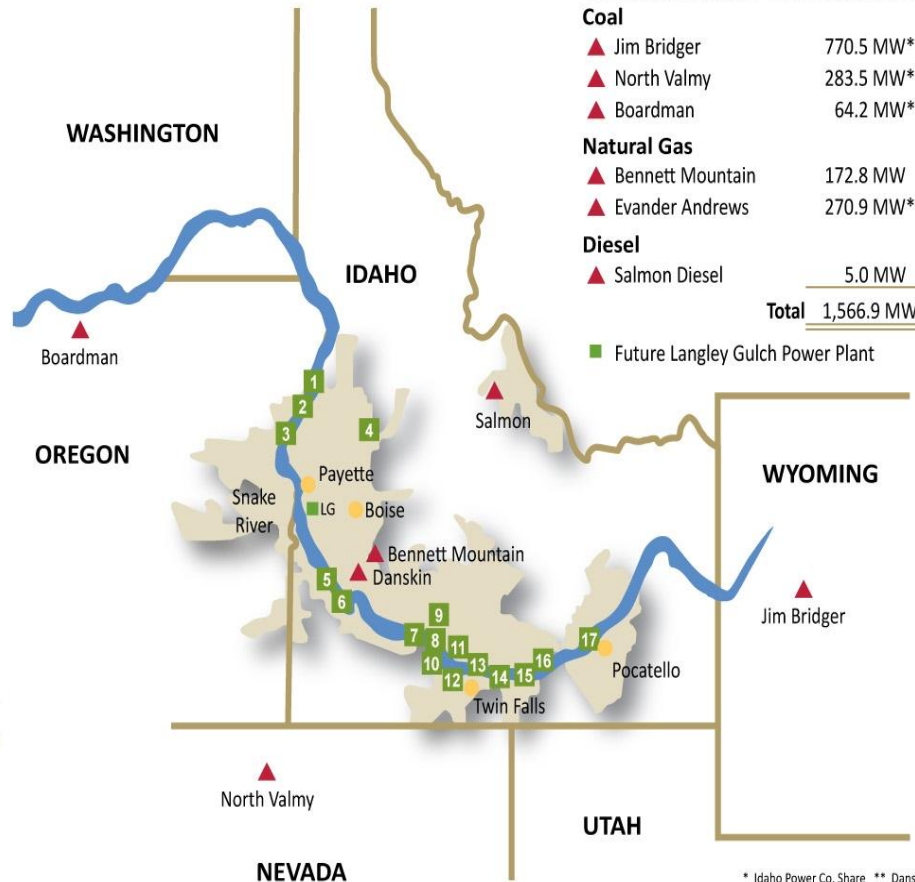 Coal
Jim Bridger 770.5 MW*
North Valmy 283.5 MW*
Boardman 64.2 MW*
Natural Gas
Bennett Mountain 172.8 MW
Evander Andrews 270.9 MW*
Diesel
Salmon Diesel 5.0 MW
Total 1,566.9 MW
Future Langley Gulch Power Plant
WASHINGTON
IDAHO
Boardman
1
2
3
4
Salmon
OREGON
WYOMING
Payette
Snake
River
LG
Boise
Bennett Mountain
Danskin
5
6
Jim Bridger
9
7
8
11
17
10
13
16
12
14
15
Pocatello
Twin Falls
North Valmy
UTAH
NEVADA
* Idaho Power Co. Share ** Dans